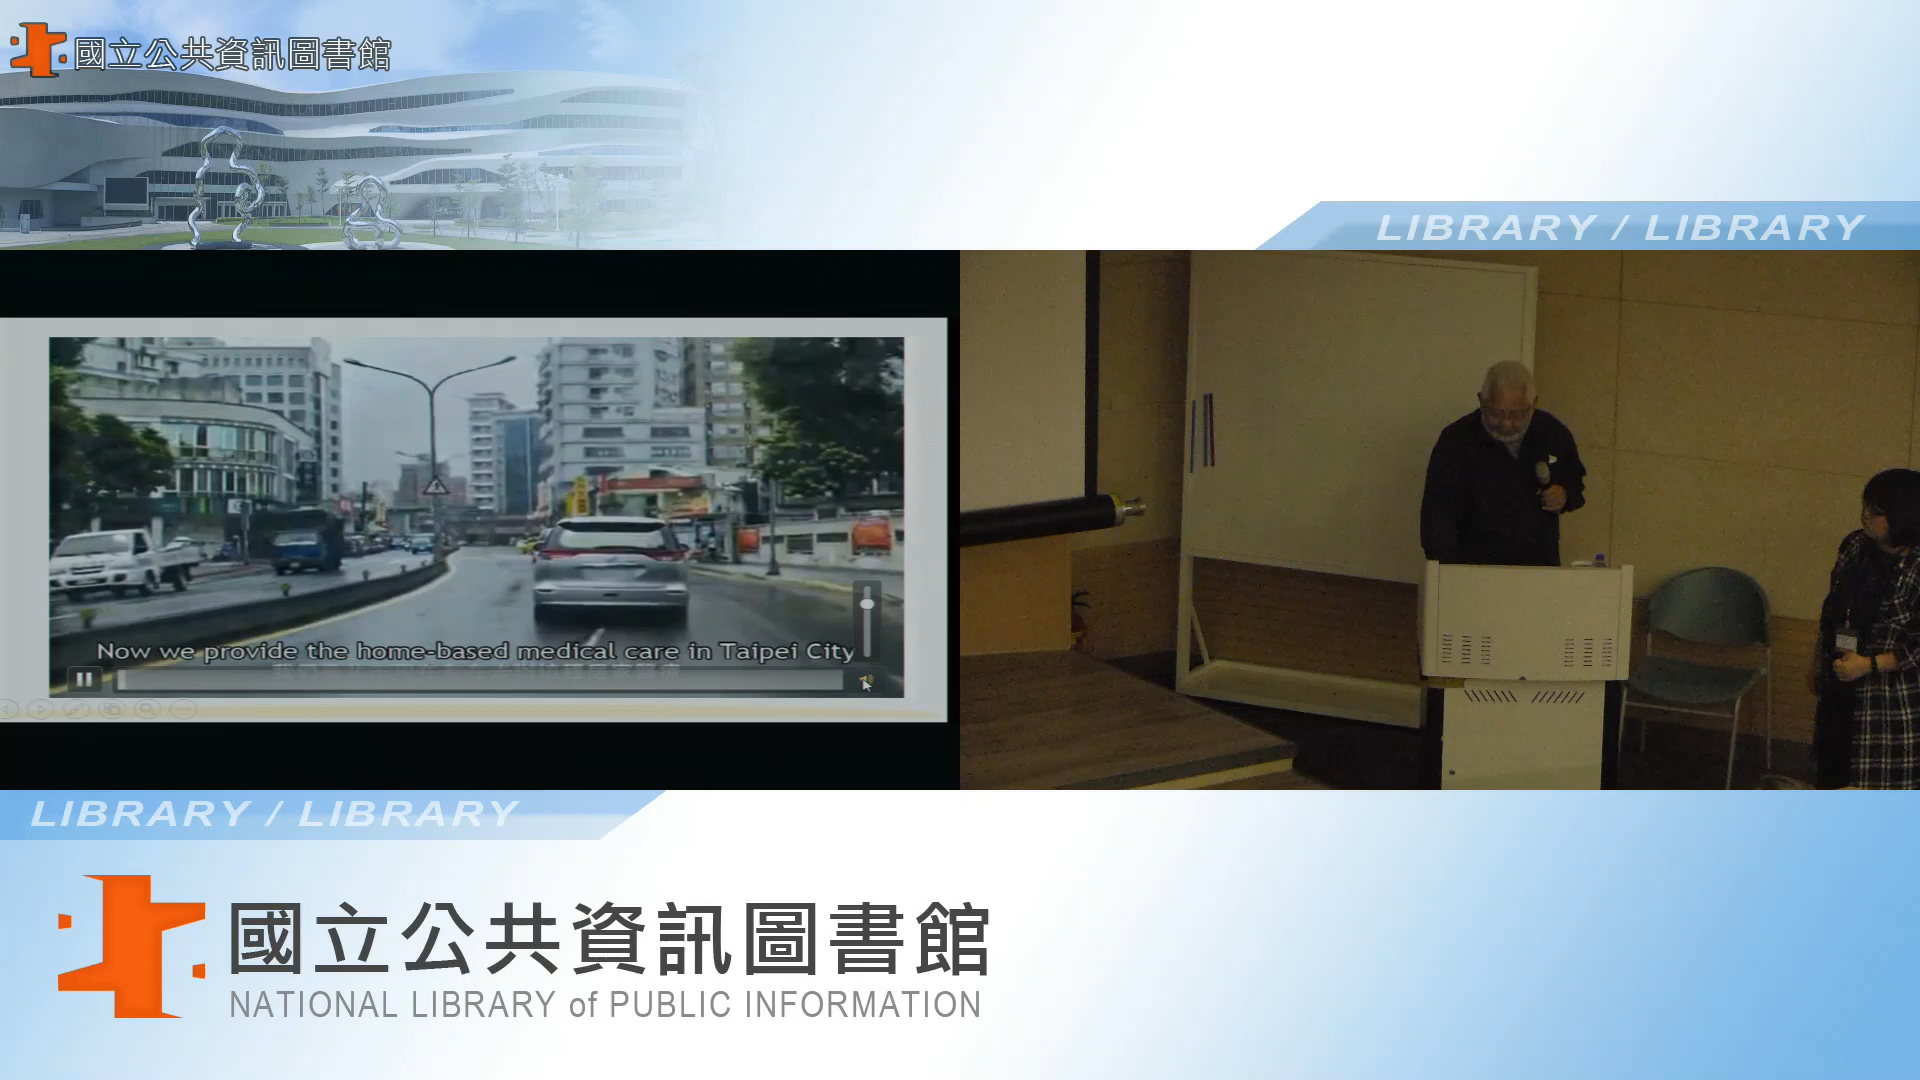 國立公共資訊圖書館
LIBRARY / LIBRARY
Now we provide the home-based medical care in Taipei City
LIBRARY / LIBRARY
國立公共資訊圖書館
NATIONAL LIBRARY of PUBLIC INFORMATION